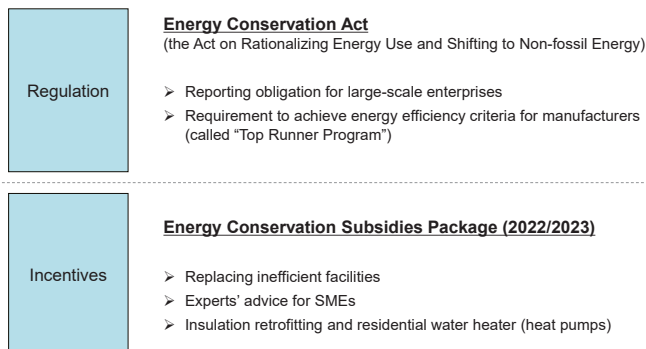 Regulation
Energy Conservation Act
(the Act on Rationalizing Energy Use and Shifting to Non-fossil Energy)
➢ Reporting obligation for large-scale enterprises
➢ Requirement to achieve energy efficiency criteria for manufacturers
(called “Top Runner Program”)
Incentives
Energy Conservation Subsidies Package (2022/2023)
➢ Replacing inefficient facilities
➢ Experts’ advice for SMEs
➢ Insulation retrofitting and residential water heater (heat pumps)